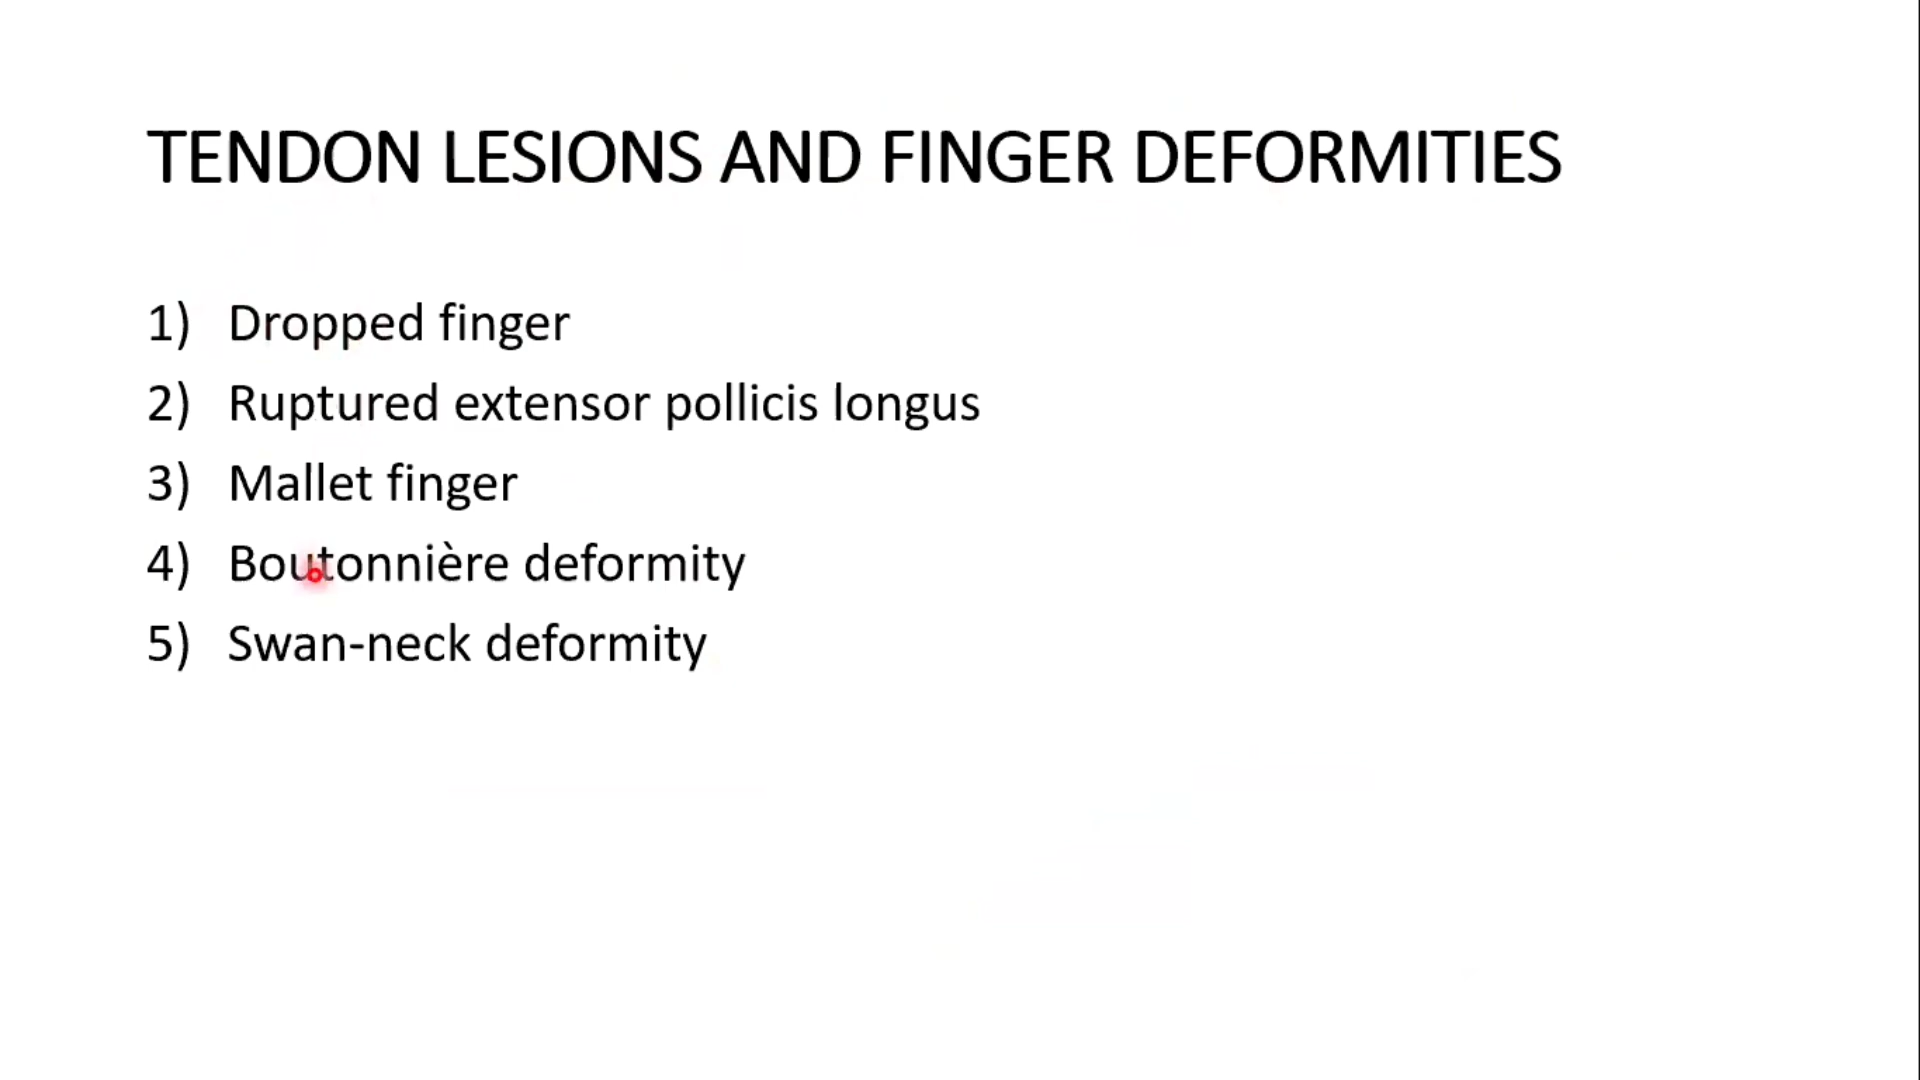 TENDON LESIONS AND FINGER DEFORMITIES
1) Dropped finger
2) Ruptured extensor pollicis longus
3) Mallet finger
4) Boutonnière deformity
5) Swan-neck deformity